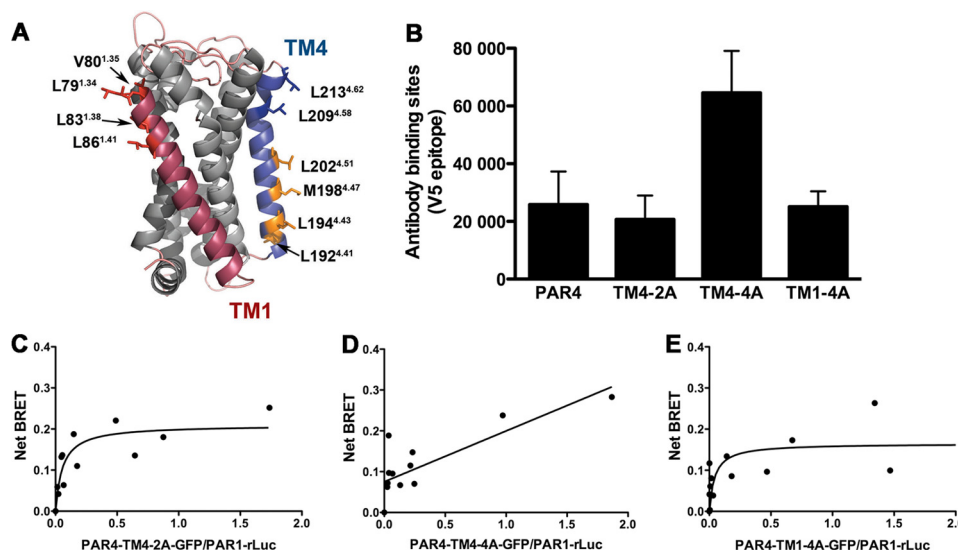 A
TM4
V80^1.35
L79^1.34
L83^1.38
L86^1.41
L213^4.62
L209^4.58
L202^4.51
M198^4.47
L194^4.43
L192^4.41
TM1
B
Antibody binding sites
(V5 epitope)
80 000
60 000
40 000
20 000
0
PAR4 TM4-2A TM4-4A TM1-4A
C
Net BRET
0.4
0.3
0.2
0.1
0.0
0.0 0.5 1.0 1.5 2.0
PAR4-TM4-2A-GFP/PAR1-rLuc
D
Net BRET
0.4
0.3
0.2
0.1
0.0
0.0 0.5 1.0 1.5 2.0
PAR4-TM4-4A-GFP/PAR1-rLuc
E
Net BRET
0.4
0.3
0.2
0.1
0.0
0.0 0.5 1.0 1.5 2.0
PAR4-TM1-4A-GFP/PAR1-rLuc